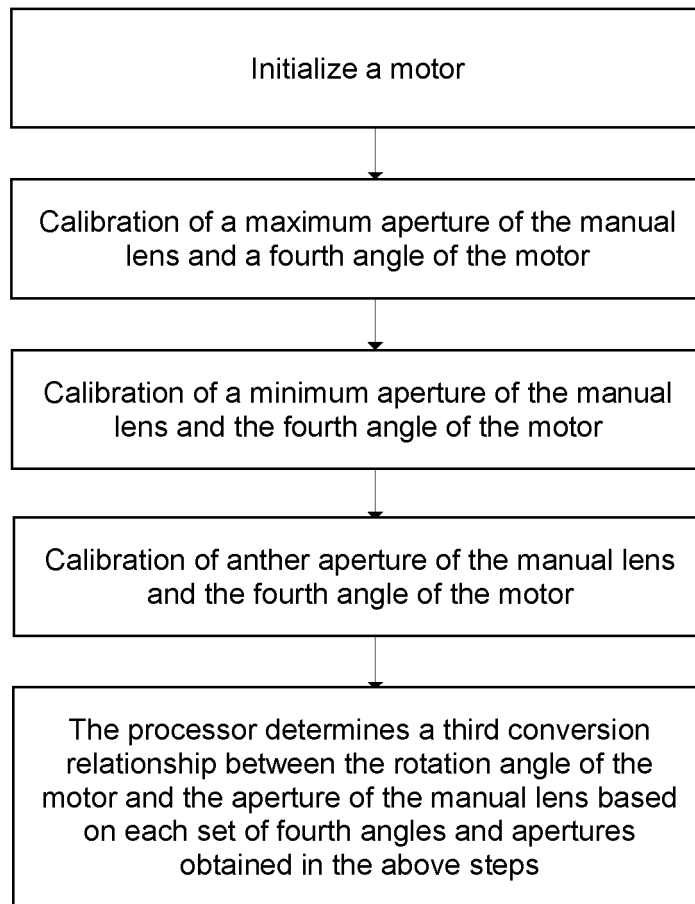 Initialize a motor
Calibration of a maximum aperture of the manual
lens and a fourth angle of the motor
Calibration of a minimum aperture of the manual
lens and the fourth angle of the motor
Calibration of anther aperture of the manual lens
and the fourth angle of the motor
The processor determines a third conversion
relationship between the rotation angle of the
motor and the aperture of the manual lens based
on each set of fourth angles and apertures
obtained in the above steps